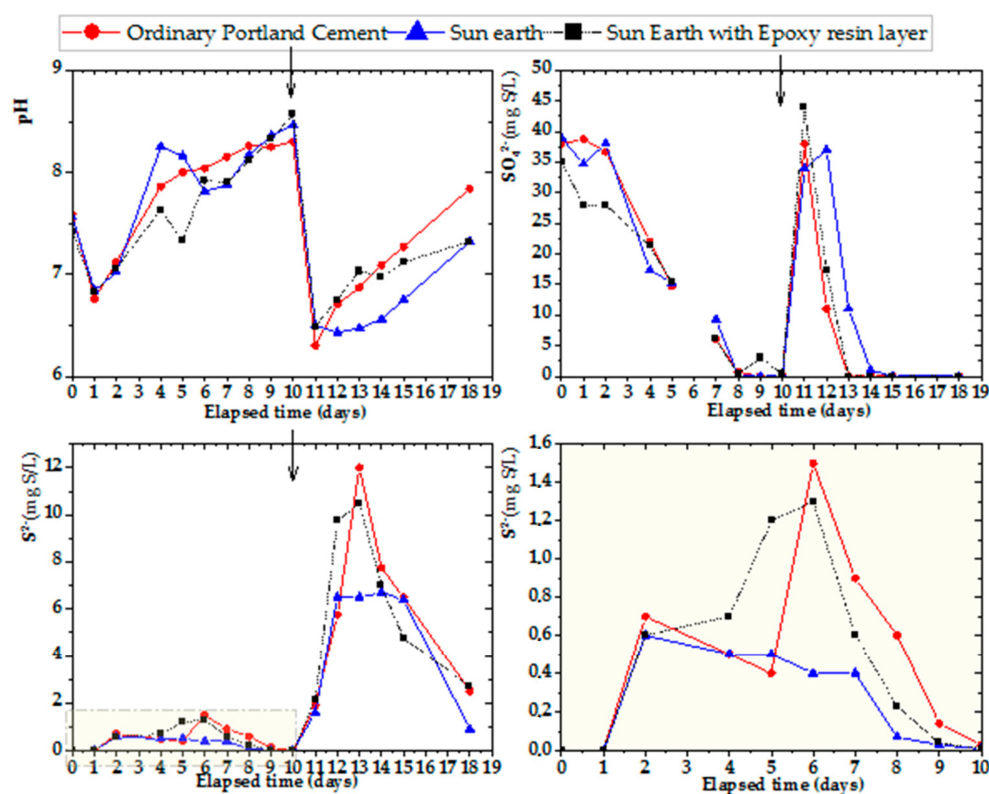 Ordinary Portland Cement Sun earth Sun Earth with Epoxy resin layer
pH
9
8
7
6
0 1 2 3 4 5 6 7 8 9 10 11 12 13 14 15 16 17 18 19
Elapsed time (days)
SO₄²⁻(mg S/L)
50
45
40
35
30
25
20
15
10
5
0
0 1 2 3 4 5 6 7 8 9 10 11 12 13 14 15 16 17 18 19
Elapsed time (days)
S²⁻(mg S/L)
12
10
8
6
4
2
0
0 1 2 3 4 5 6 7 8 9 10 11 12 13 14 15 16 17 18 19
Elapsed time (days)
S²⁻(mg S/L)
1,6
1,4
1,2
1,0
0,8
0,6
0,4
0,2
0,0
0 1 2 3 4 5 6 7 8 9 10
Elapsed time (days)